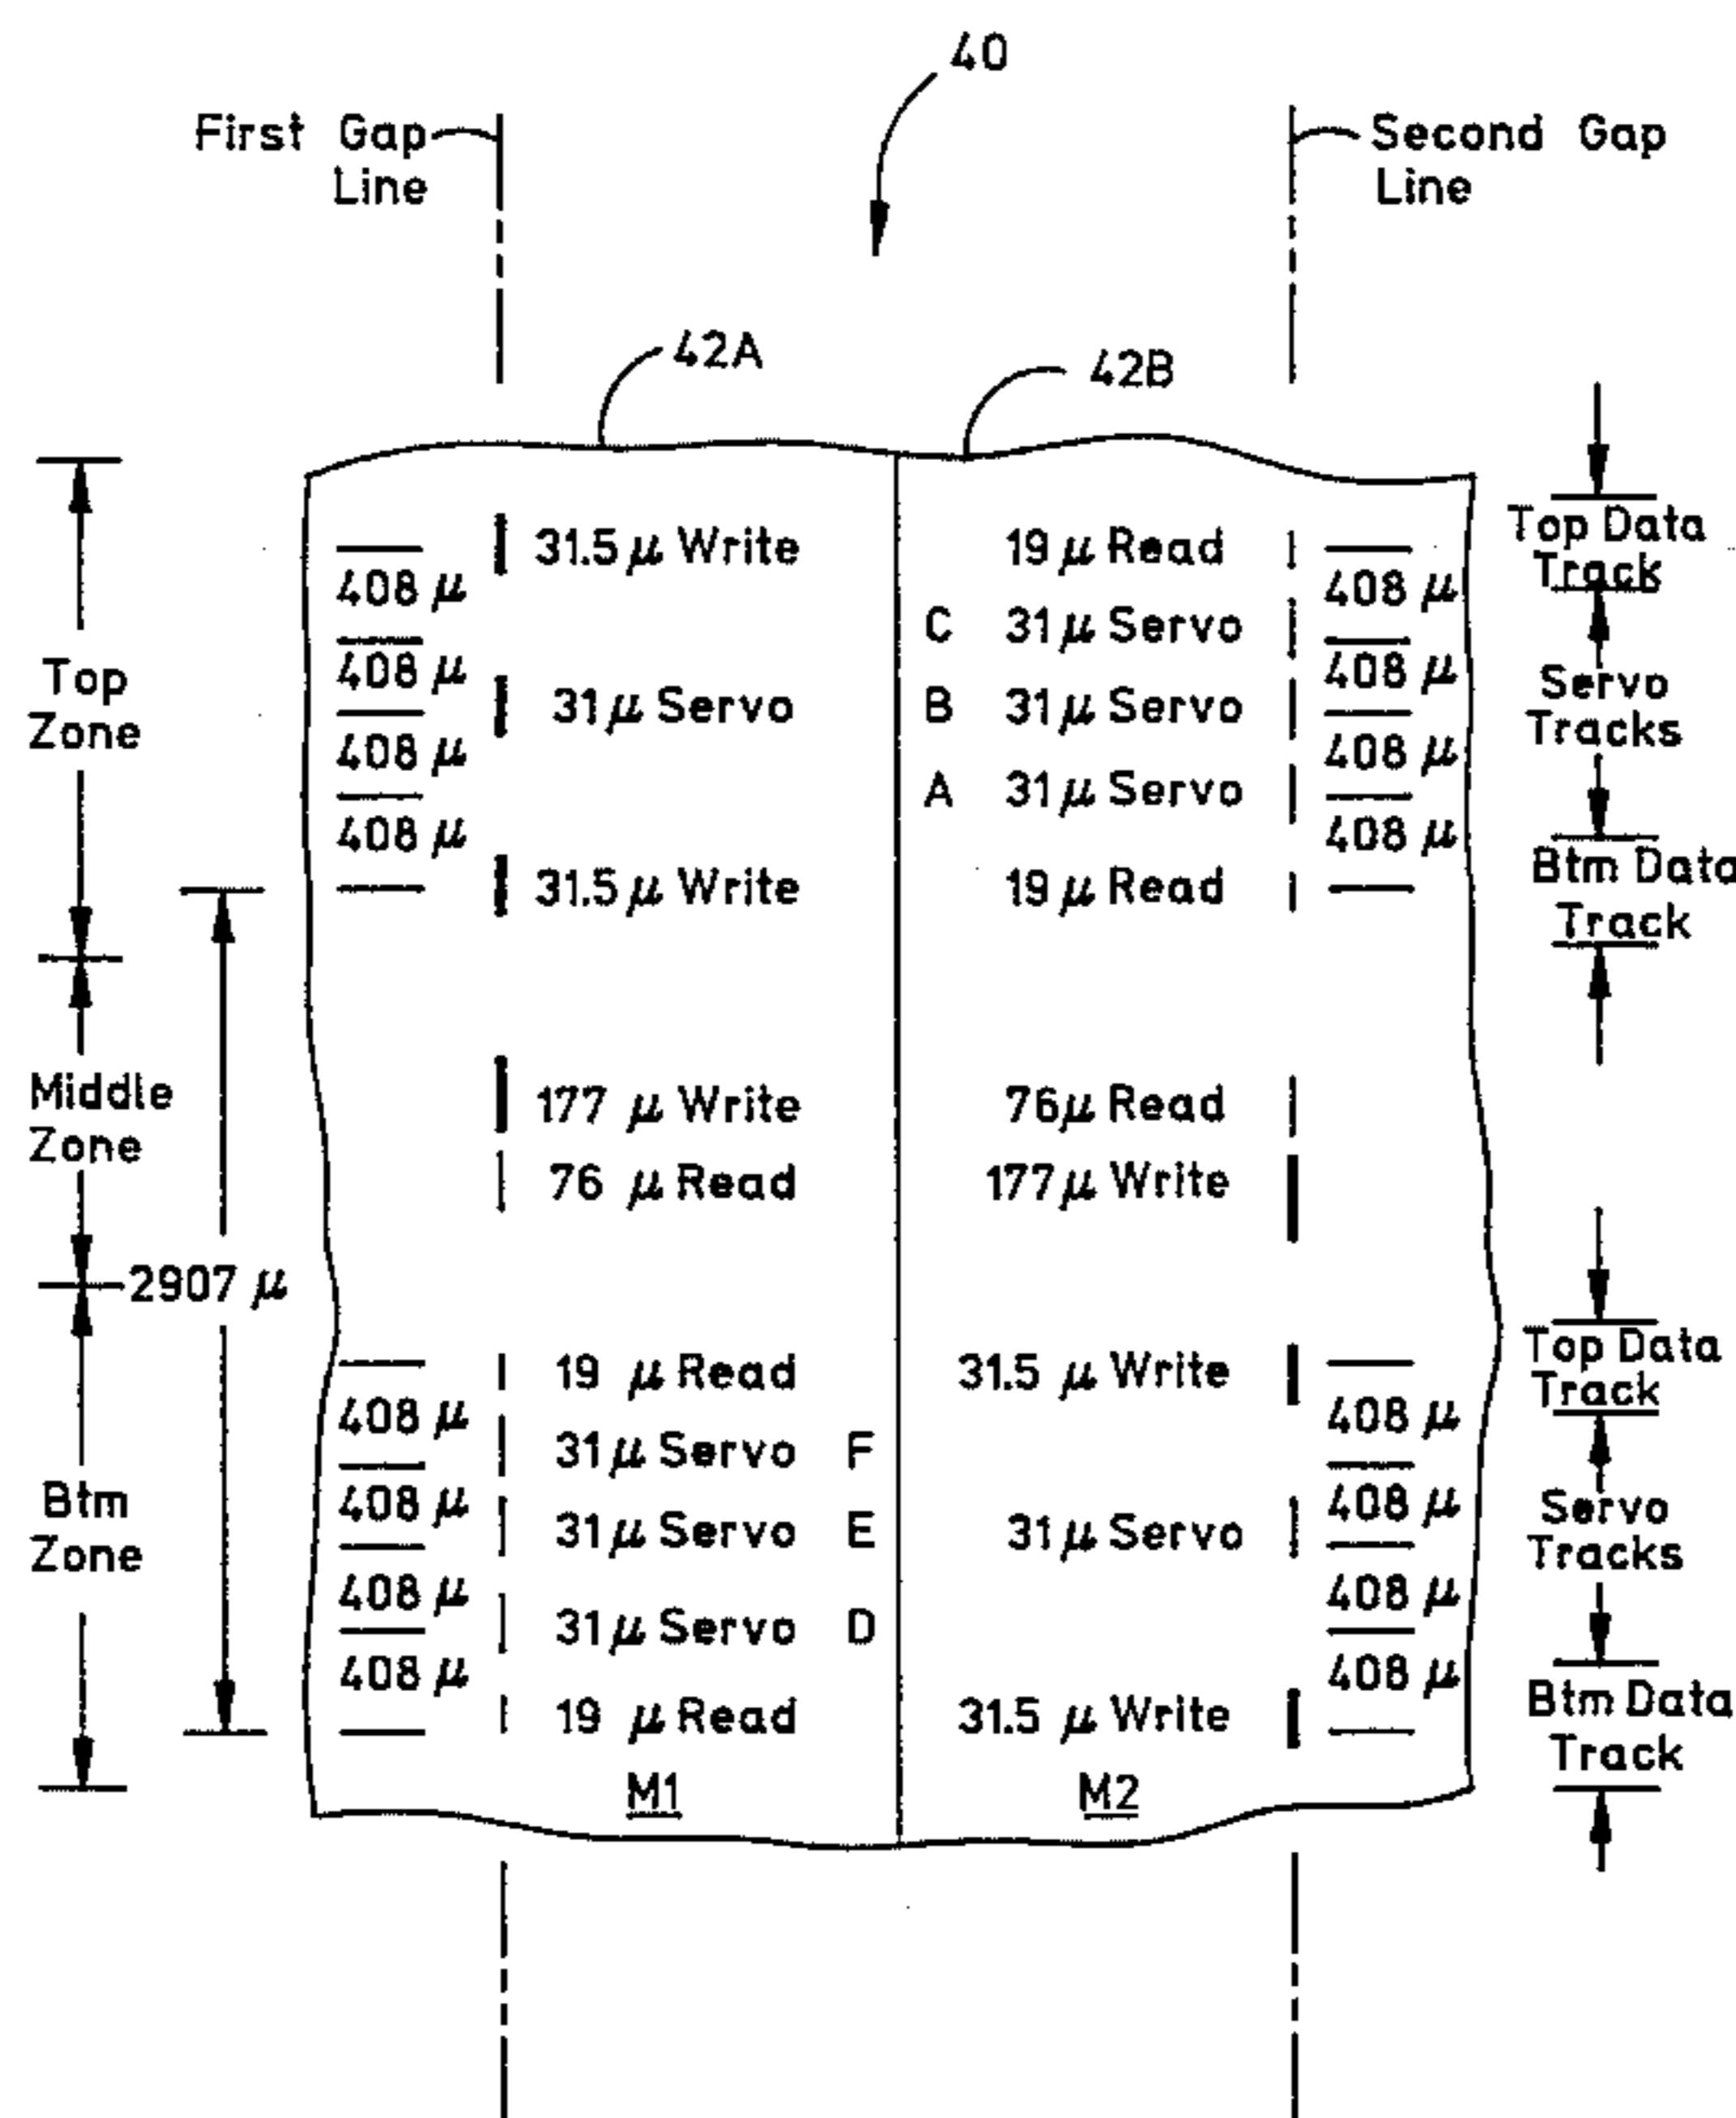 40
First Gap
Line
Second Gap
Line
42A
42B
31.5 μ Write
19 μ Read
Top Data
Track
408 μ
408 μ
C 31 μ Servo
Top
Zone
408 μ
408 μ
31 μ Servo
B 31 μ Servo
Servo
Tracks
408 μ
408 μ
A 31 μ Servo
408 μ
408 μ
31.5 μ Write
19 μ Read
Btm Data
Track
Middle
Zone
177 μ Write
76 μ Read
76 μ Read
177 μ Write
2907 μ
19 μ Read
31.5 μ Write
Top Data
Track
408 μ
408 μ
31 μ Servo F
Btm
Zone
408 μ
408 μ
31 μ Servo E
31 μ Servo
Servo
Tracks
408 μ
408 μ
31 μ Servo D
408 μ
408 μ
19 μ Read
31.5 μ Write
Btm Data
Track
M1
M2